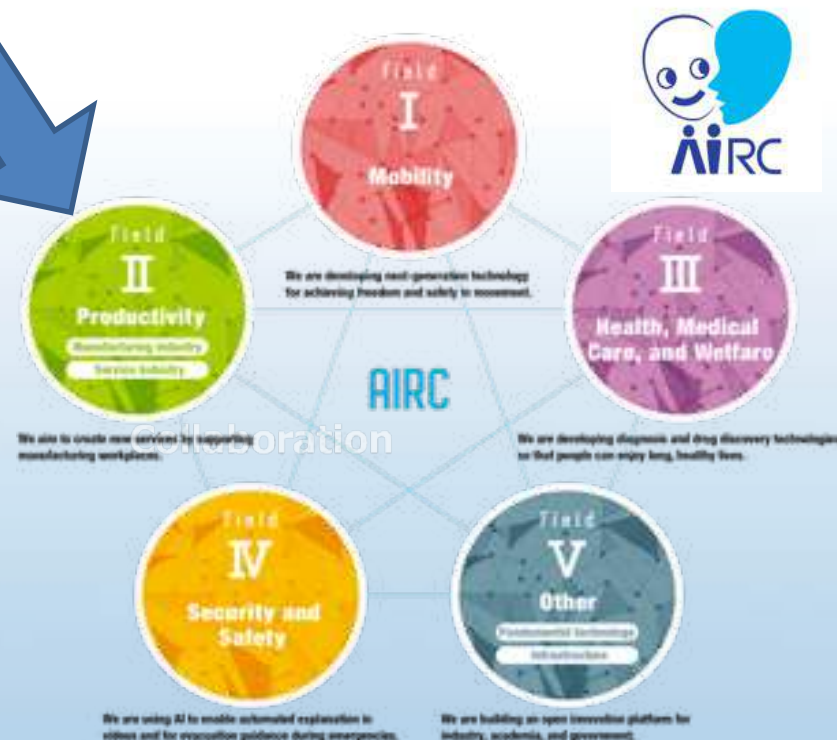 AIRC
Field
I
Mobility
We are developing next-generation technology
for achieving freedom and safety in movement.
Field
II
Productivity
Manufacturing industry
Service industry
We aim to create new services by supporting
manufacturing workplaces.
Field
III
Health, Medical
Care, and Welfare
We are developing diagnosis and drug discovery technologies
so that people can enjoy long, healthy lives.
AIRC
Collaboration
Field
IV
Security and
Safety
We are using AI to enable automated explanation in
videos and for evacuation guidance during emergencies.
Field
V
Other
Fundamental technology
Infrastructure
We are building an open innovation platform for
industry, academia, and government.